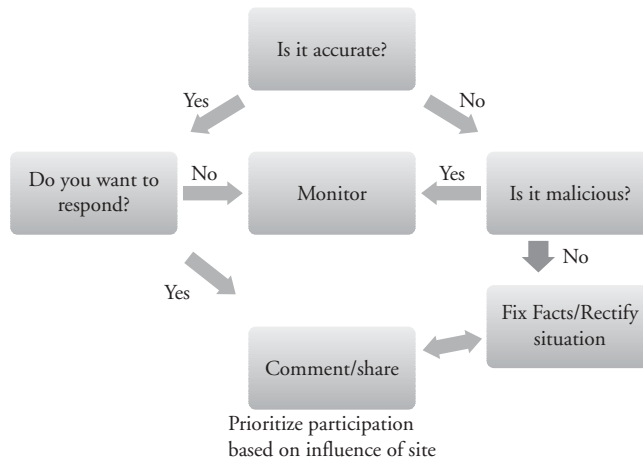 Is it accurate?
Yes
No
Do you want to
respond?
No
Monitor
Yes
Is it malicious?
No
Yes
Fix Facts/Rectify
situation
Comment/share
Prioritize participation
based on influence of site